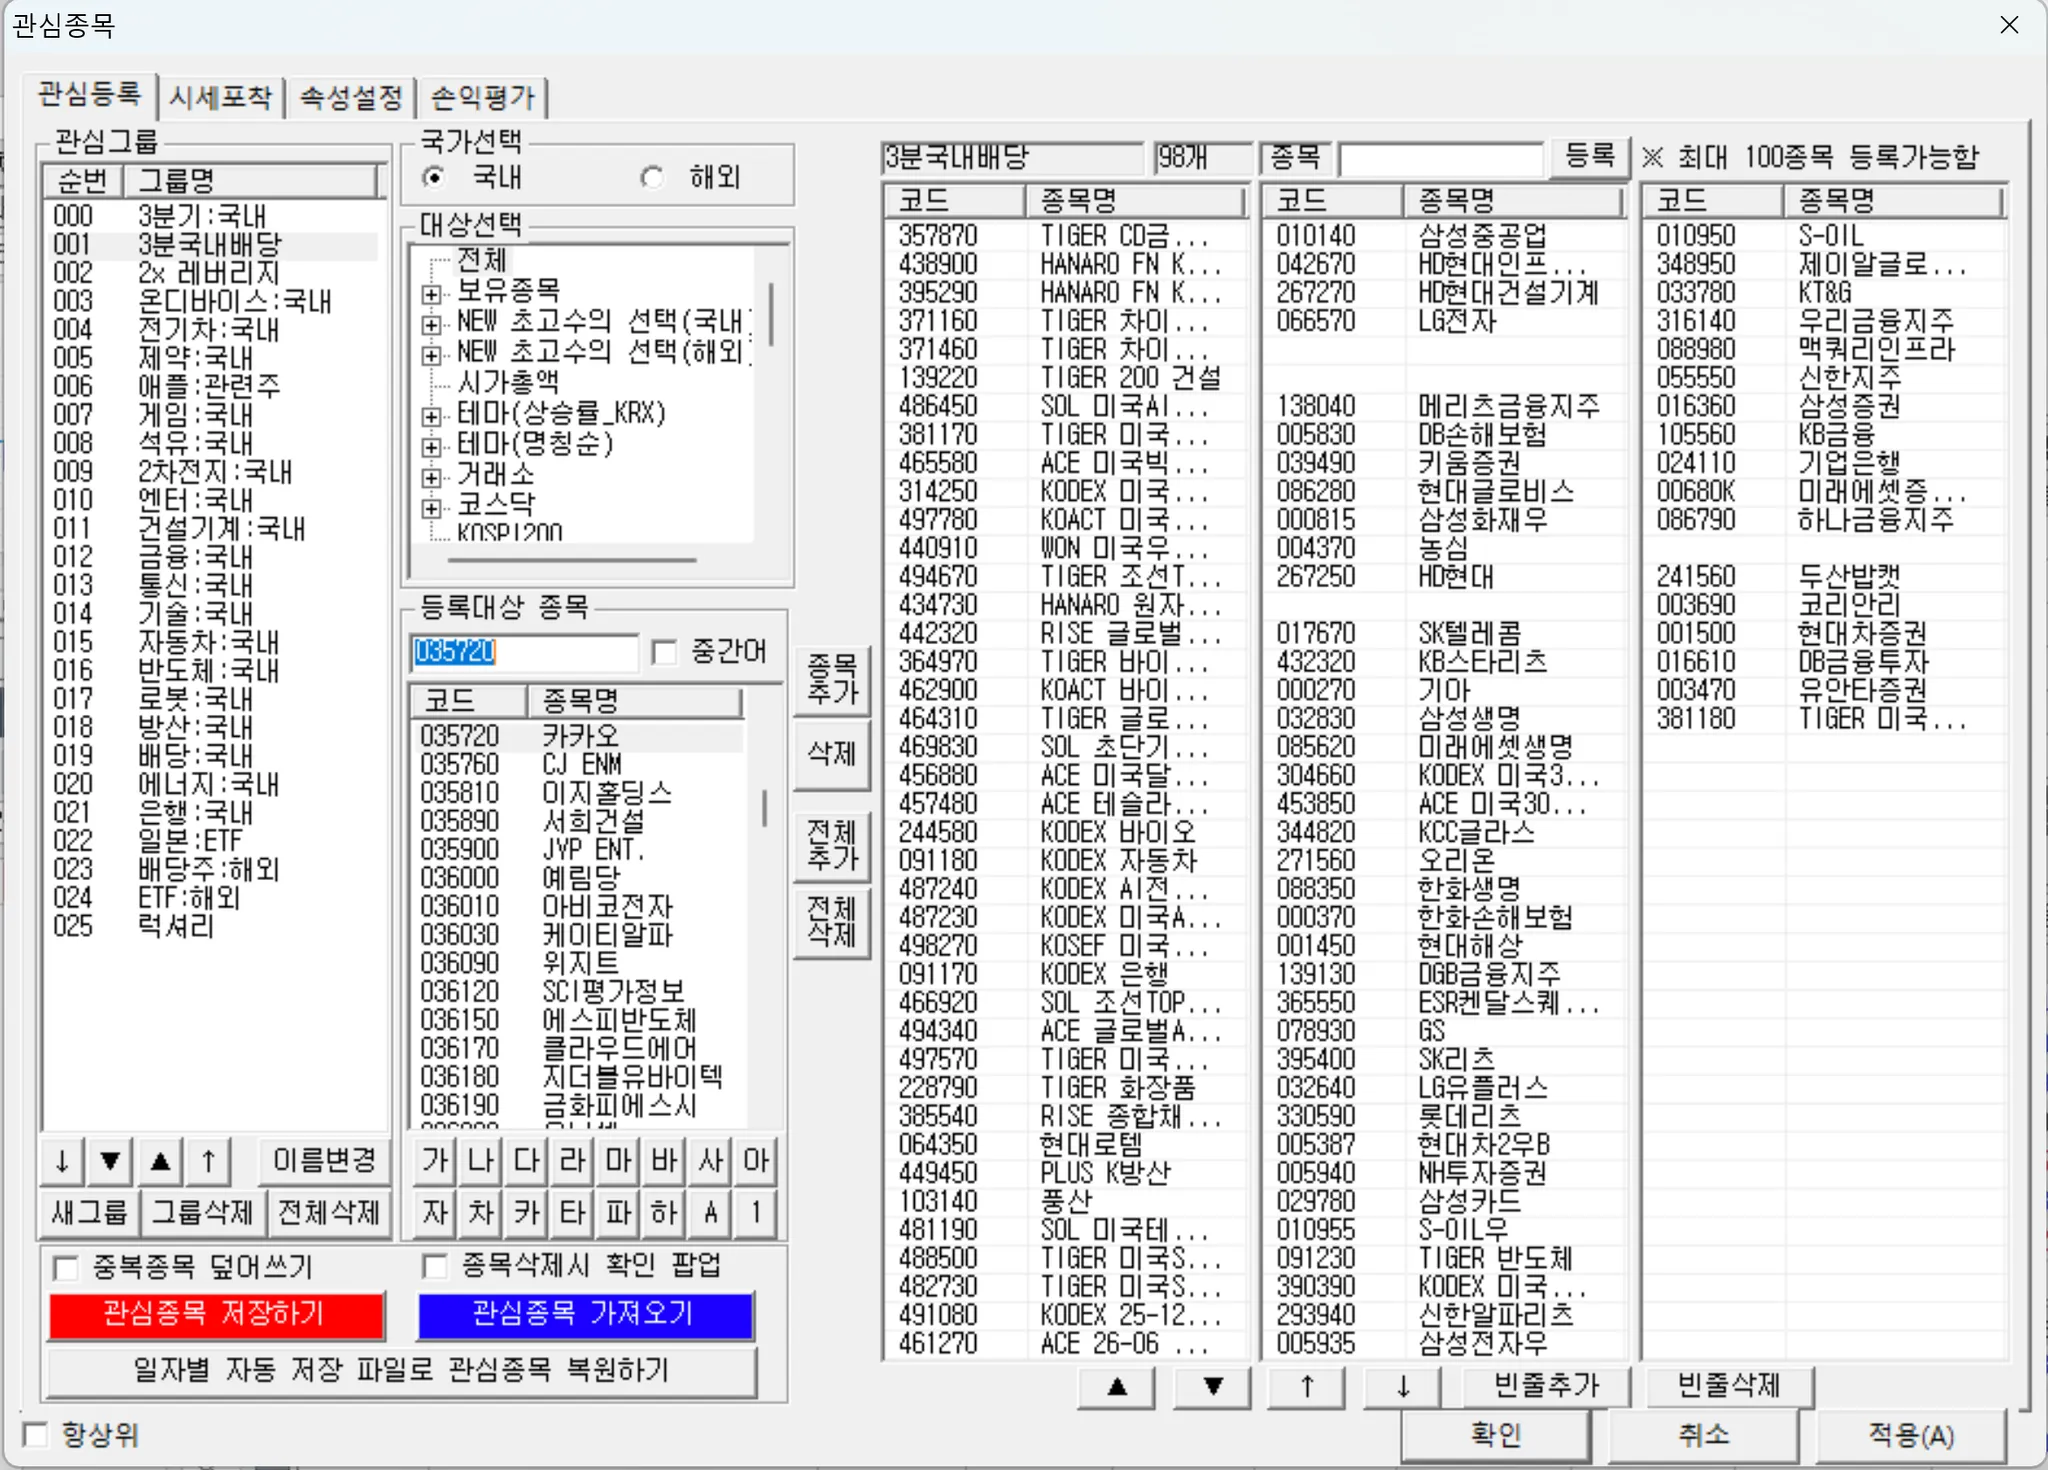 관심종목
관심등록 시세포착 속성설정 손익평가
관심그룹
순번 그룹명
000 3분기:국내
001 3분국내배당
002 2x 레버리지
003 온디바이스:국내
004 전기차:국내
005 제약:국내
006 애플:관련주
007 게임:국내
008 석유:국내
009 2차전지:국내
010 엔터:국내
011 건설기계:국내
012 금융:국내
013 통신:국내
014 기술:국내
015 자동차:국내
016 반도체:국내
017 로봇:국내
018 방산:국내
019 배당:국내
020 에너지:국내
021 은행:국내
022 일본:ETF
023 배당주:해외
024 ETF:해외
025 럭셔리
↓ ▼ ▲ ↑ 이름변경
새그룹 그룹삭제 전체삭제
국가선택
국내 해외
대상선택
전체
보유종목
NEW 초고수의 선택(국내)
NEW 초고수의 선택(해외)
시가총액
테마(상승률_KRX)
테마(명칭순)
거래소
코스닥
KOSPI200
등록대상 종목
035720 중간어
코드 종목명
035720 카카오
035760 CJ ENM
035810 이지홀딩스
035890 서희건설
035900 JYP ENT.
036000 예림당
036010 아비코전자
036030 케이티알파
036090 위지트
036120 SCI평가정보
036150 에스피반도체
036170 클라우드에어
036180 지더블유바이텍
036190 금화피에스시
가 나 다 라 마 바 사 아
자 차 카 타 파 하 A 1
중복종목 덮어쓰기 종목삭제시 확인 팝업
관심종목 저장하기 관심종목 가져오기
일자별 자동 저장 파일로 관심종목 복원하기
항상위
종목
추가
삭제
전체
추가
전체
삭제
3분국내배당 98개 종목 등록 ※ 최대 100종목 등록가능함
코드 종목명
357870 TIGER CD금...
438900 HANARO FN K...
395290 HANARO FN K...
371160 TIGER 차이...
371460 TIGER 차이...
139220 TIGER 200 건설
486450 SOL 미국AI...
381170 TIGER 미국...
465580 ACE 미국빅...
314250 KODEX 미국...
497780 KOACT 미국...
440910 WON 미국우...
494670 TIGER 조선T...
434730 HANARO 원자...
442320 RISE 글로벌...
364970 TIGER 바이...
462900 KOACT 바이...
464310 TIGER 글로...
469830 SOL 초단기...
456880 ACE 미국달...
457480 ACE 테슬라...
244580 KODEX 바이오
091180 KODEX 자동차
487240 KODEX AI전...
487230 KODEX 미국A...
498270 KOSEF 미국...
091170 KODEX 은행
466920 SOL 조선TOP...
494340 ACE 글로벌A...
497570 TIGER 미국...
228790 TIGER 화장품
385540 RISE 종합채...
064350 현대로템
449450 PLUS K방산
103140 풍산
481190 SOL 미국테...
488500 TIGER 미국S...
482730 TIGER 미국S...
491080 KODEX 25-12...
461270 ACE 26-06 ...
코드 종목명
010140 삼성중공업
042670 HD현대인프...
267270 HD현대건설기계
066570 LG전자
138040 메리츠금융지주
005830 DB손해보험
039490 키움증권
086280 현대글로비스
000815 삼성화재우
004370 농심
267250 HD현대
017670 SK텔레콤
432320 KB스타리츠
000270 기아
032830 삼성생명
085620 미래에셋생명
304660 KODEX 미국3...
453850 ACE 미국30...
344820 KCC글라스
271560 오리온
088350 한화생명
000370 한화손해보험
001450 현대해상
139130 DGB금융지주
365550 ESR켄달스퀘...
078930 GS
395400 SK리츠
032640 LG유플러스
330590 롯데리츠
005387 현대차2우B
005940 NH투자증권
029780 삼성카드
010955 S-OIL우
091230 TIGER 반도체
390390 KODEX 미국...
293940 신한알파리츠
005935 삼성전자우
코드 종목명
010950 S-OIL
348950 제이알글로...
033780 KT&G
316140 우리금융지주
088980 맥쿼리인프라
055550 신한지주
016360 삼성증권
105560 KB금융
024110 기업은행
00680K 미래에셋증...
086790 하나금융지주
241560 두산밥캣
003690 코리안리
001500 현대차증권
016610 DB금융투자
003470 유안타증권
381180 TIGER 미국...
▲ ▼ ↑ ↓ 빈줄추가 빈줄삭제
확인 취소 적용(A)